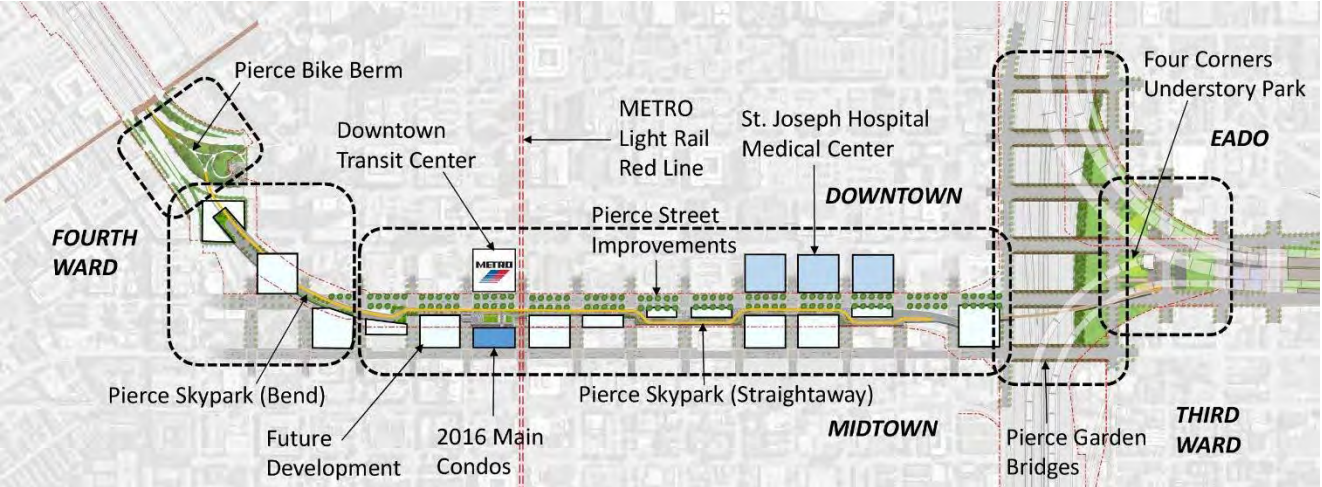 Pierce Bike Berm
Downtown
Transit Center
METRO
METRO
Light Rail
Red Line
St. Joseph Hospital
Medical Center
DOWNTOWN
Four Corners
Understory Park
EADO
Pierce Street
Improvements
FOURTH
WARD
Pierce Skypark (Bend)
Future
Development
2016 Main
Condos
Pierce Skypark (Straightaway)
MIDTOWN
Pierce Garden
Bridges
THIRD
WARD